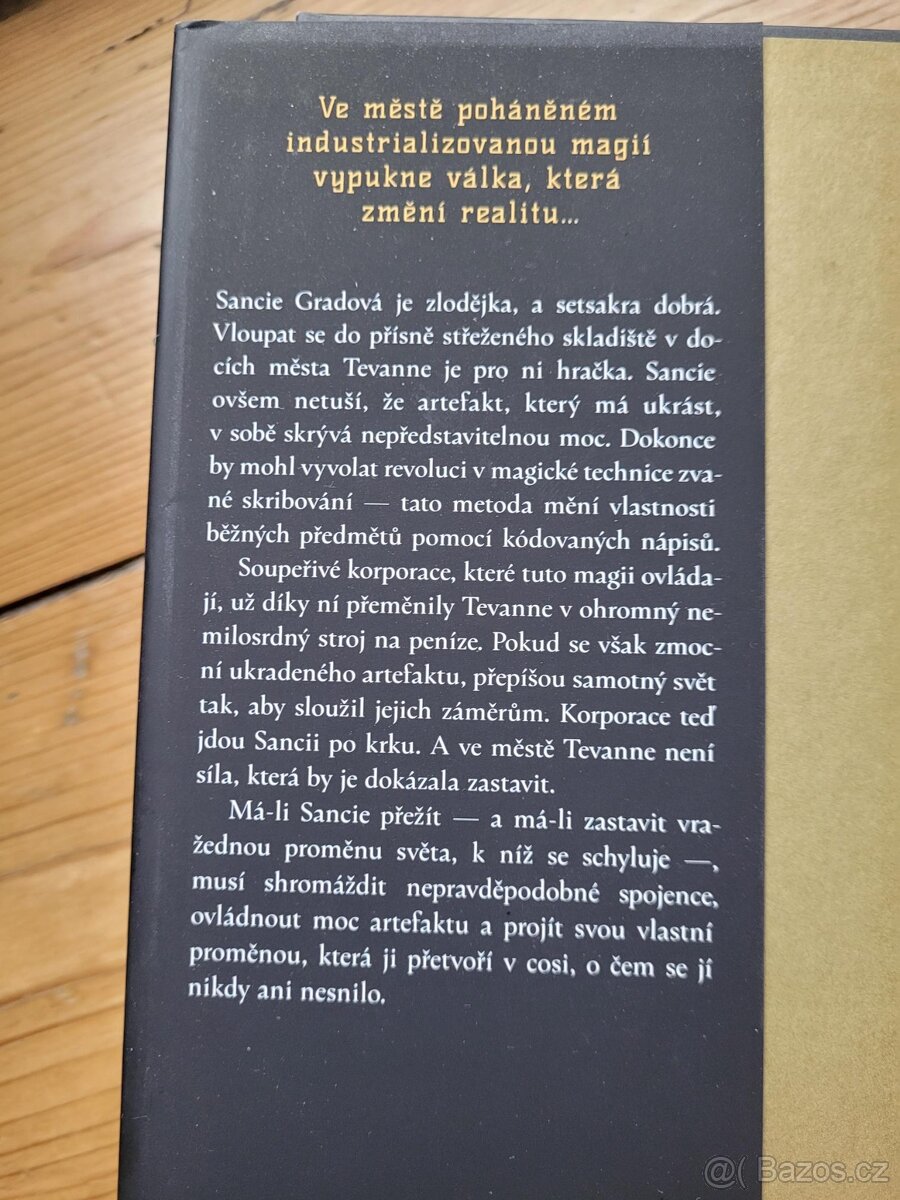 Ve městě poháněném
industrializovanou magií
vypukne válka, která
změní realitu...
Sancie Gradová je zlodějka, a setsakra dobrá.
Vloupat se do přísně střeženého skladiště v do-
cích města Tevanne je pro ni hračka. Sancie
ovšem netuší, že artefakt, který má ukrást,
v sobě skrývá nepředstavitelnou moc. Dokonce
by mohl vyvolat revoluci v magické technice zva-
né skribování — tato metoda mění vlastnosti
běžných předmětů pomocí kódovaných nápisů.
Soupeřivé korporace, které tuto magii ovláda-
jí, už díky ní přeměnily Tevanne v ohromný ne-
milosrdný stroj na peníze. Pokud se však zmoc-
ní ukradeného artefaktu, přepíšou samotný svět
tak, aby sloužil jejich záměrům. Korporace teď
jdou Sancii po krku. A ve městě Tevanne není
síla, která by je dokázala zastavit.
Má-li Sancie přežít — a má-li zastavit vra-
žednou proměnu světa, k níž se schyluje —,
musí shromáždit nepravděpodobné spojence,
ovládnout moc artefaktu a projít svou vlastní
proměnou, která ji přetvoří v cosi, o čem se jí
nikdy ani nesnilo.
@( Bazos.cz